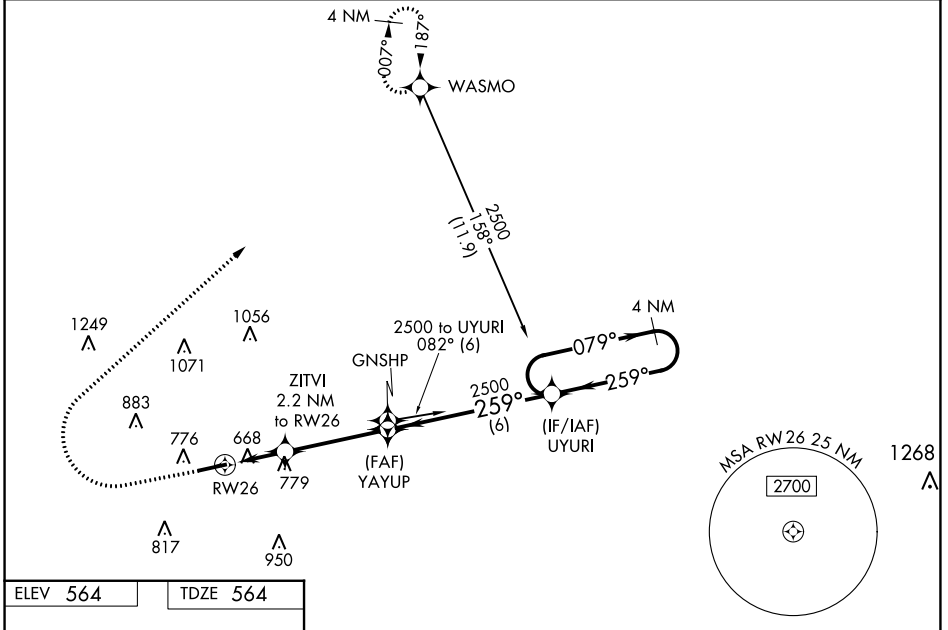 4 NM
007°
187°
WASMO
2500
158°
(11.9)
4 NM
1249
1071
1056
2500 to UYURI
082° (6)
GNSHP
079°
259°
2500
259°
(6)
(IF/IAF)
UYURI
ZITVI
2.2 NM
to RW26
883
776
668
779
RW26
(FAF)
YAYUP
817
950
MSA RW26 25 NM
2700
1268
ELEV 564
TDZE 564